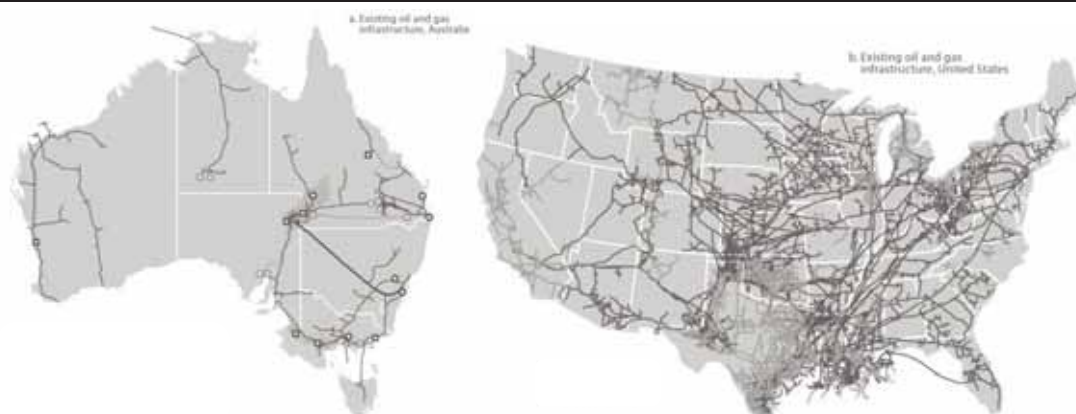 a. Existing oil and gas
infrastructure, Australia
b. Existing oil and gas
infrastructure, United States